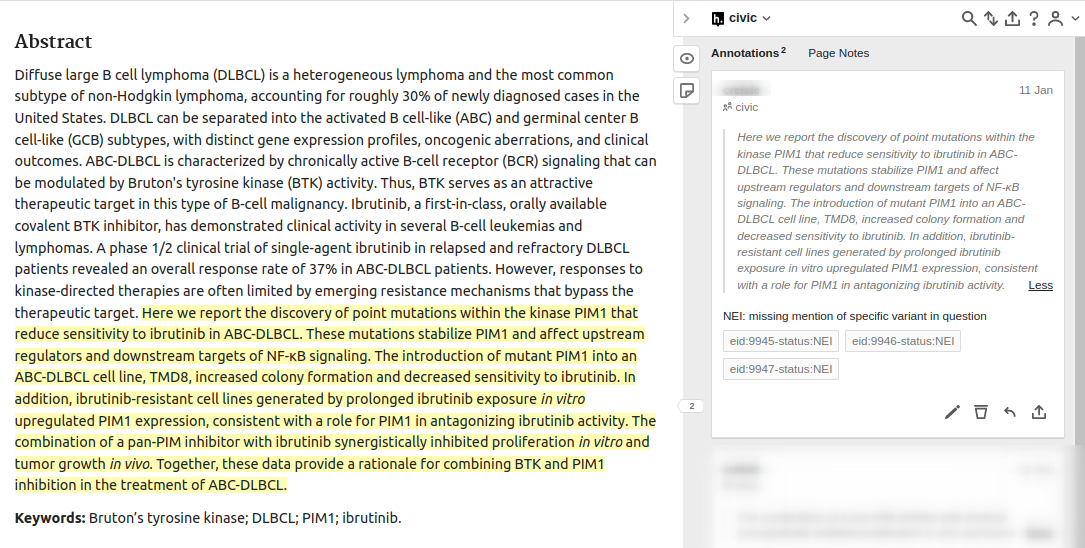 Abstract
Diffuse large B cell lymphoma (DLBCL) is a heterogeneous lymphoma and the most common
subtype of non-Hodgkin lymphoma, accounting for roughly 30% of newly diagnosed cases in the
United States. DLBCL can be separated into the activated B cell-like (ABC) and germinal center B
cell-like (GCB) subtypes, with distinct gene expression profiles, oncogenic aberrations, and clinical
outcomes. ABC-DLBCL is characterized by chronically active B-cell receptor (BCR) signaling that can
be modulated by Bruton's tyrosine kinase (BTK) activity. Thus, BTK serves as an attractive
therapeutic target in this type of B-cell malignancy. Ibrutinib, a first-in-class, orally available
covalent BTK inhibitor, has demonstrated clinical activity in several B-cell leukemias and
lymphomas. A phase 1/2 clinical trial of single-agent ibrutinib in relapsed and refractory DLBCL
patients revealed an overall response rate of 37% in ABC-DLBCL patients. However, responses to
kinase-directed therapies are often limited by emerging resistance mechanisms that bypass the
therapeutic target. Here we report the discovery of point mutations within the kinase PIM1 that
reduce sensitivity to ibrutinib in ABC-DLBCL. These mutations stabilize PIM1 and affect upstream
regulators and downstream targets of NF-κB signaling. The introduction of mutant PIM1 into an
ABC-DLBCL cell line, TMD8, increased colony formation and decreased sensitivity to ibrutinib. In
addition, ibrutinib-resistant cell lines generated by prolonged ibrutinib exposure in vitro
upregulated PIM1 expression, consistent with a role for PIM1 in antagonizing ibrutinib activity. The
combination of a pan-PIM inhibitor with ibrutinib synergistically inhibited proliferation in vitro and
tumor growth in vivo. Together, these data provide a rationale for combining BTK and PIM1
inhibition in the treatment of ABC-DLBCL.
Keywords: Bruton's tyrosine kinase; DLBCL; PIM1; ibrutinib.
h. civic
Annotations 2 Page Notes
11 Jan
civic
Here we report the discovery of point mutations within the
kinase PIM1 that reduce sensitivity to ibrutinib in ABC-
DLBCL. These mutations stabilize PIM1 and affect
upstream regulators and downstream targets of NF-κB
signaling. The introduction of mutant PIM1 into an ABC-
DLBCL cell line, TMD8, increased colony formation and
decreased sensitivity to ibrutinib. In addition, ibrutinib-
resistant cell lines generated by prolonged ibrutinib
exposure in vitro upregulated PIM1 expression, consistent
with a role for PIM1 in antagonizing ibrutinib activity. Less
NEI: missing mention of specific variant in question
eid:9945-status:NEI eid:9946-status:NEI
eid:9947-status:NEI
2